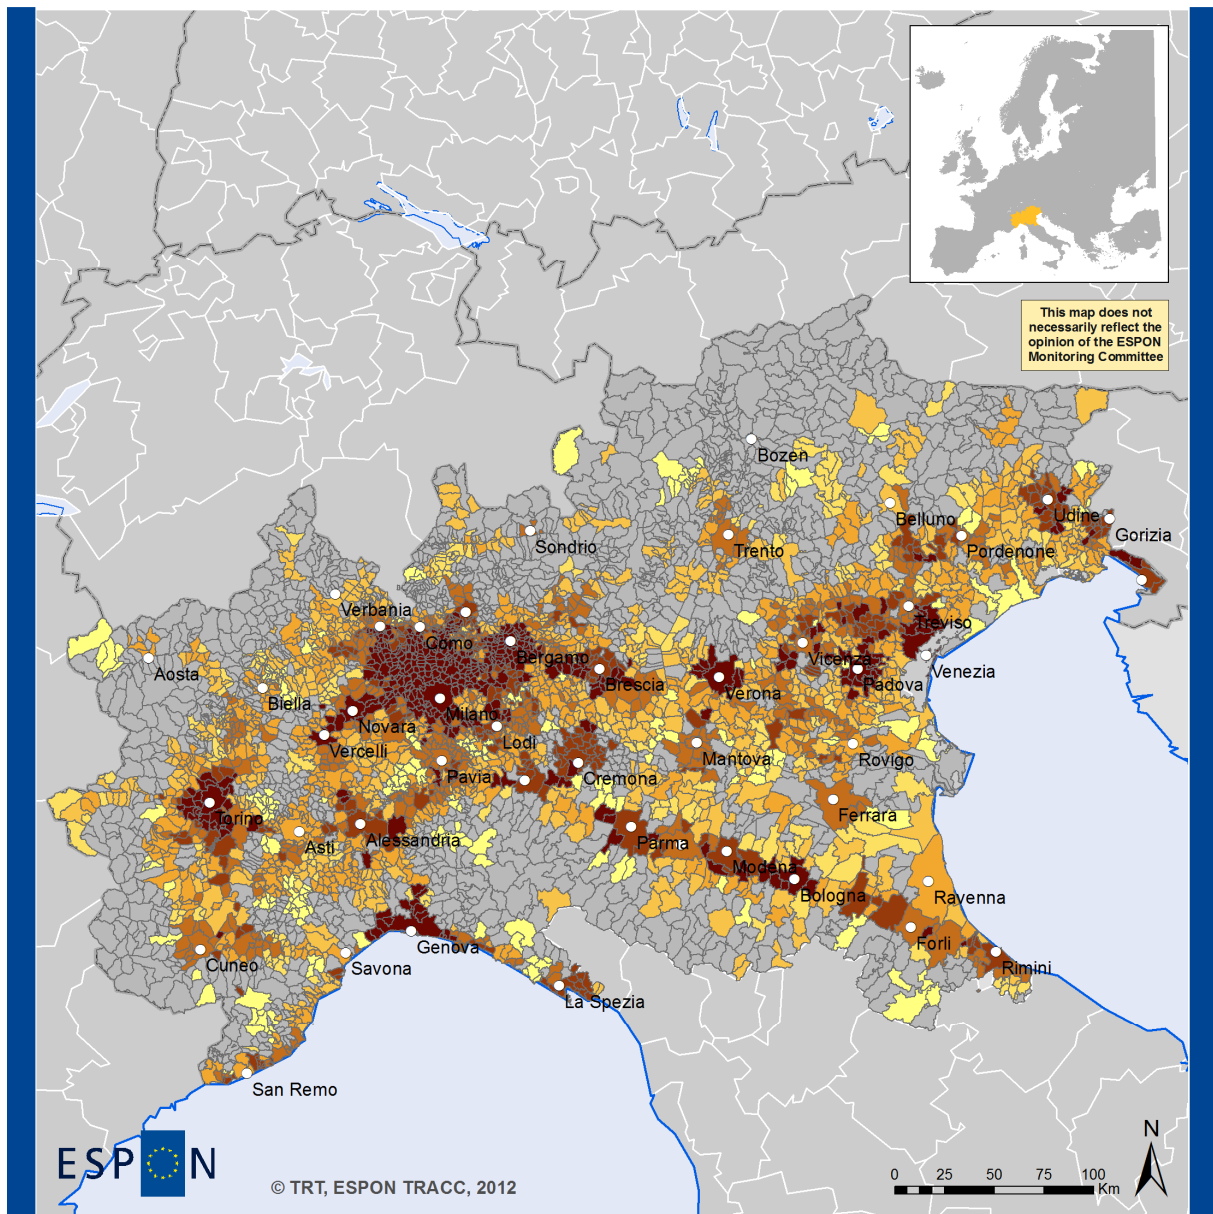 This map does not
necessarily reflect the
opinion of the ESPON
Monitoring Committee
Bozen
Belluno
Udine
Gorizia
Sondrio
Trento
Pordenone
Verbania
Treviso
Como
Bergamo
Vicenza
Venezia
Aosta
Brescia
Verona
Padova
Biella
Novara
Milano
Lodi
Vercelli
Mantova
Rovigo
Pavia
Cremona
Torino
Ferrara
Asti
Alessandria
Parma
Modena
Bologna
Ravenna
Genova
Forli
Cuneo
Savona
Rimini
La Spezia
San Remo
ESPON
© TRT, ESPON TRACC, 2012
N
0 25 50 75 100
Km